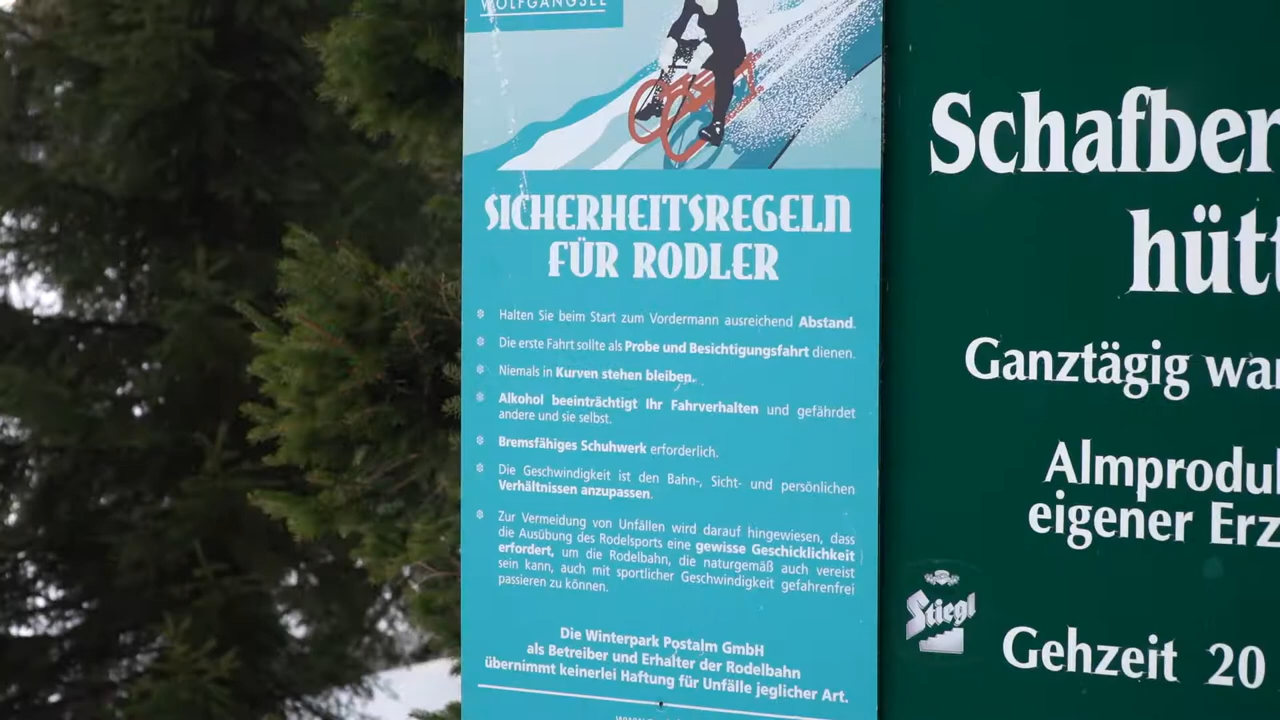 WOLFGANGSEE
SICHERHEITSREGELN
FÜR RODLER
Halten Sie beim Start zum Vordermann ausreichend Abstand.
Die erste Fahrt sollte als Probe und Besichtigungsfahrt dienen.
Niemals in Kurven stehen bleiben.
Alkohol beeinträchtigt Ihr Fahrverhalten und gefährdet
andere und sie selbst.
Bremsfähiges Schuhwerk erforderlich.
Die Geschwindigkeit ist den Bahn-, Sicht- und persönlichen
Verhältnissen anzupassen.
Zur Vermeidung von Unfällen wird darauf hingewiesen, dass
die Ausübung des Rodelsports eine gewisse Geschicklichkeit
erfordert, um die Rodelbahn, die naturgemäß auch vereist
sein kann, auch mit sportlicher Geschwindigkeit gefahrenfrei
passieren zu können.
Die Winterpark Postalm GmbH
als Betreiber und Erhalter der Rodelbahn
übernimmt keinerlei Haftung für Unfälle jeglicher Art.
Schafber
hütt
Ganztägig war
Almproduk
eigener Erz
Stiegl
Gehzeit 20